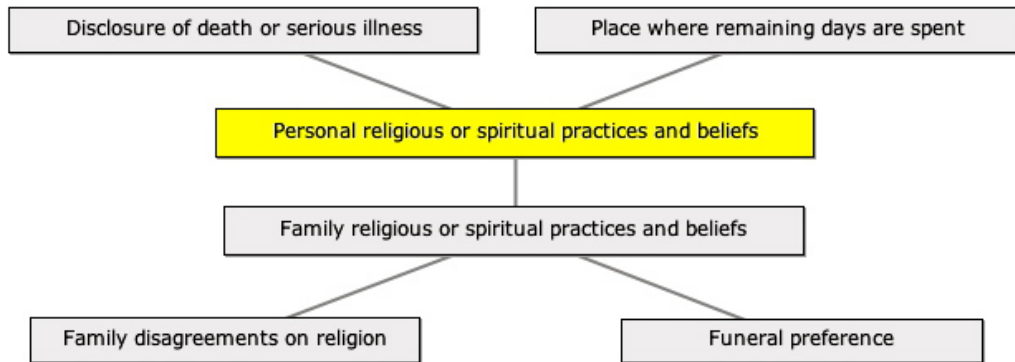 Disclosure of death or serious illness
Place where remaining days are spent
Personal religious or spiritual practices and beliefs
Family religious or spiritual practices and beliefs
Family disagreements on religion
Funeral preference